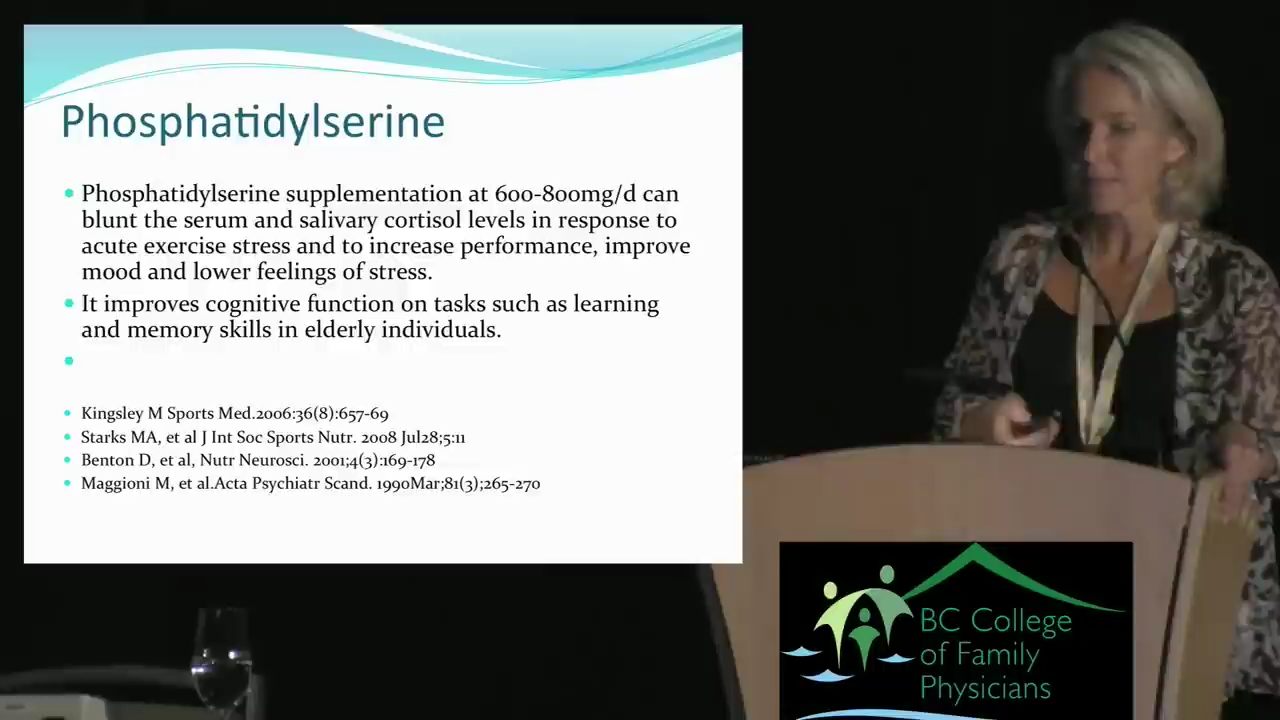 Phosphatidylserine
Phosphatidylserine supplementation at 600-800mg/d can
blunt the serum and salivary cortisol levels in response to
acute exercise stress and to increase performance, improve
mood and lower feelings of stress.
It improves cognitive function on tasks such as learning
and memory skills in elderly individuals.
Kingsley M Sports Med.2006:36(8):657-69
Starks MA, et al J Int Soc Sports Nutr. 2008 Jul28;5:11
Benton D, et al, Nutr Neurosci. 2001;4(3):169-178
Maggioni M, et al.Acta Psychiatr Scand. 1990Mar;81(3);265-270
BC College
of Family
Physicians